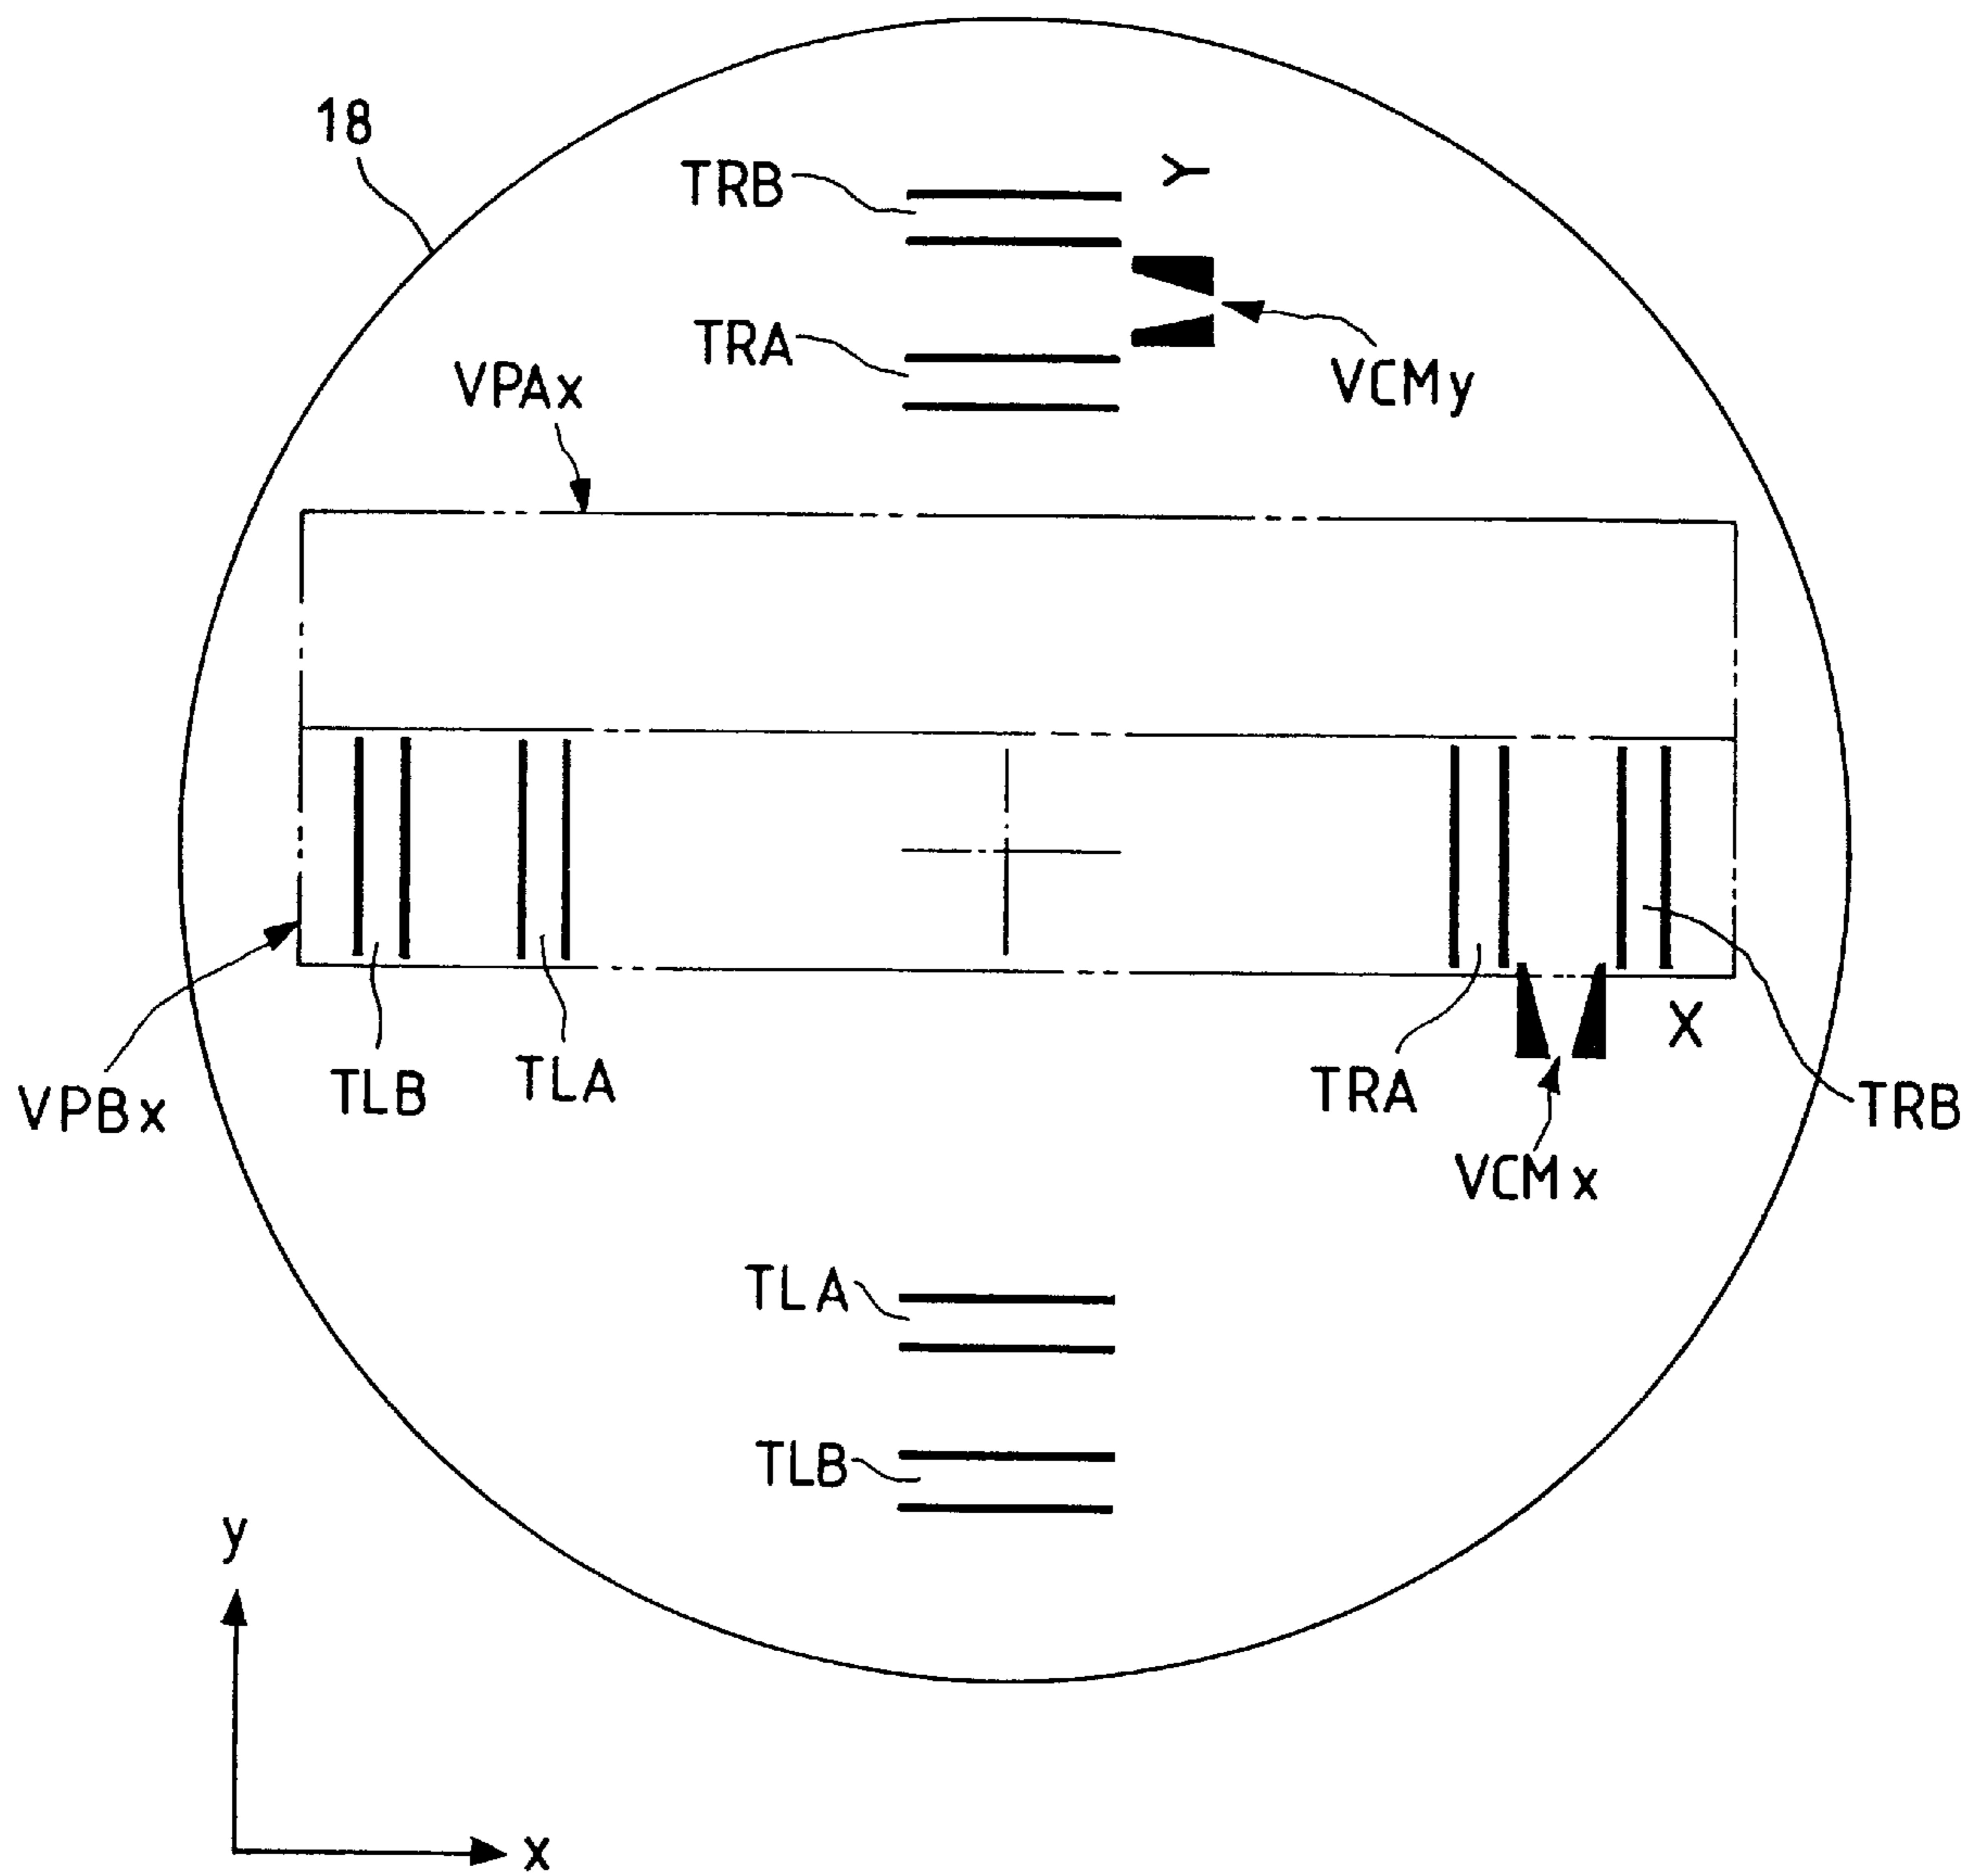 18
TRB
Y
TRA
VCMy
VPAx
VPBx
TLB
TLA
TRA
X
TRB
VCMx
TLA
TLB
y
x